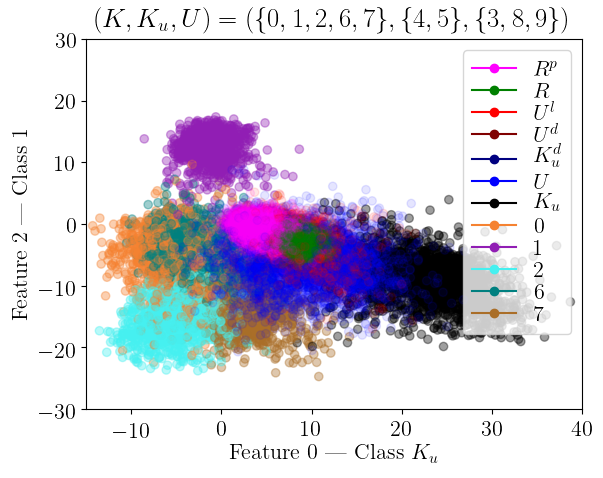 (K, K_u, U) = ({0, 1, 2, 6, 7}, {4, 5}, {3, 8, 9})
30
20
10
0
−10
−20
−30
Feature 2 — Class 1
R^p
R
U^l
U^d
K_u^d
U
K_u
0
1
2
6
7
−10
0
10
20
30
40
Feature 0 — Class K_u